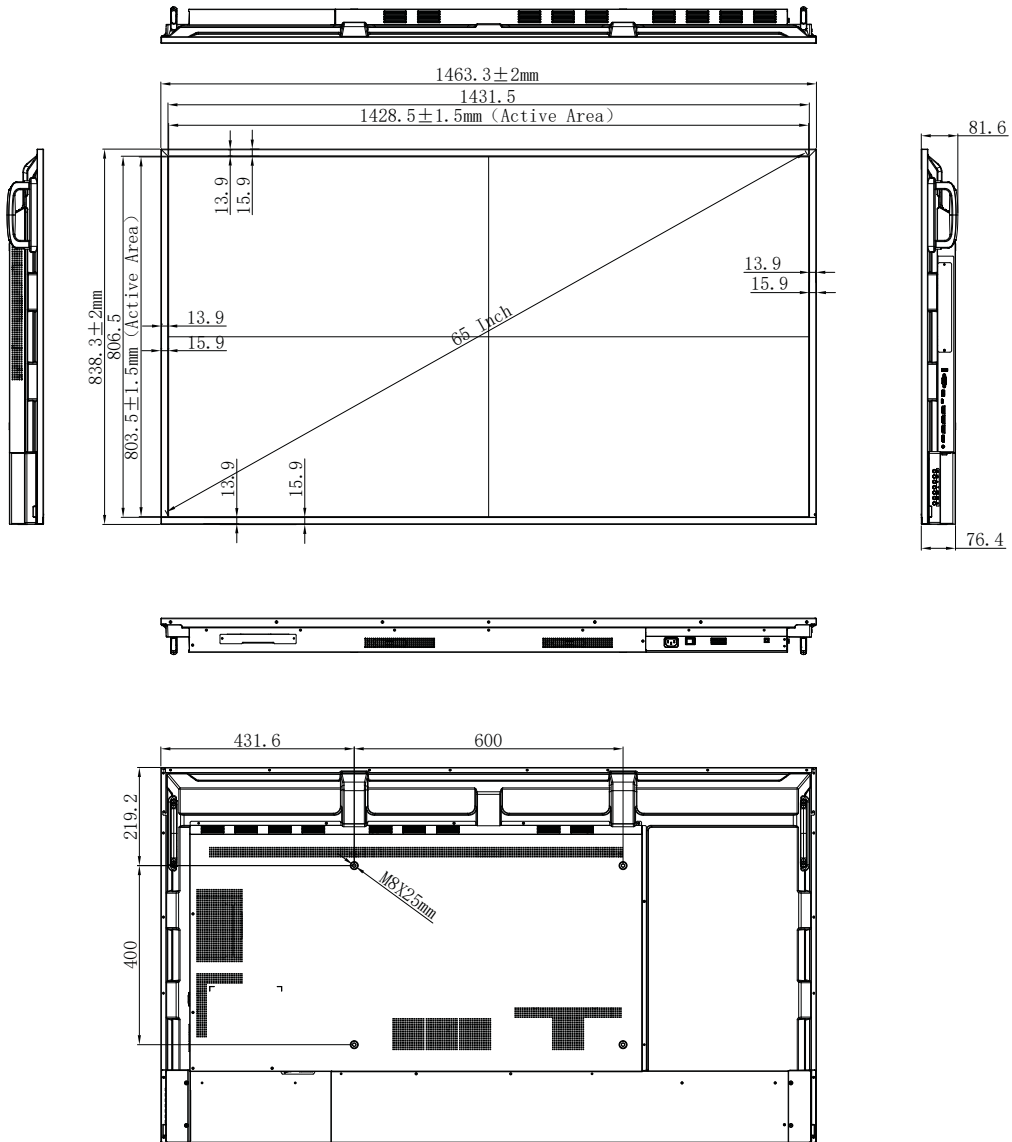 1463.3±2mm
1431.5
1428.5±1.5mm (Active Area)
81.6
13.9
15.9
838.3±2mm
806.5
803.5±1.5mm (Active Area)
13.9
15.9
13.9
15.9
65 Inch
13.9
15.9
76.4
431.6
600
219.2
M8X25mm
400